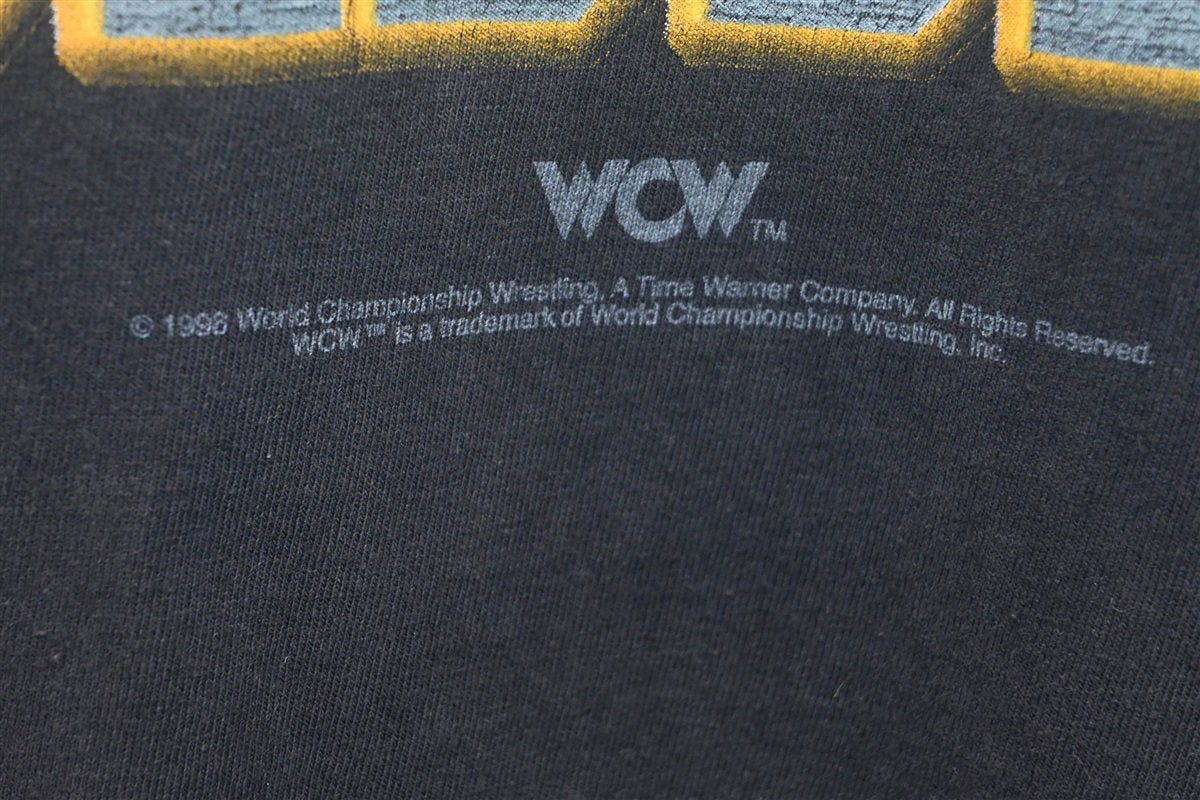 WCW™
© 1998 World Championship Wrestling, A Time Warner Company, All Rights Reserved.
WCW™ is a trademark of World Championship Wrestling, Inc.